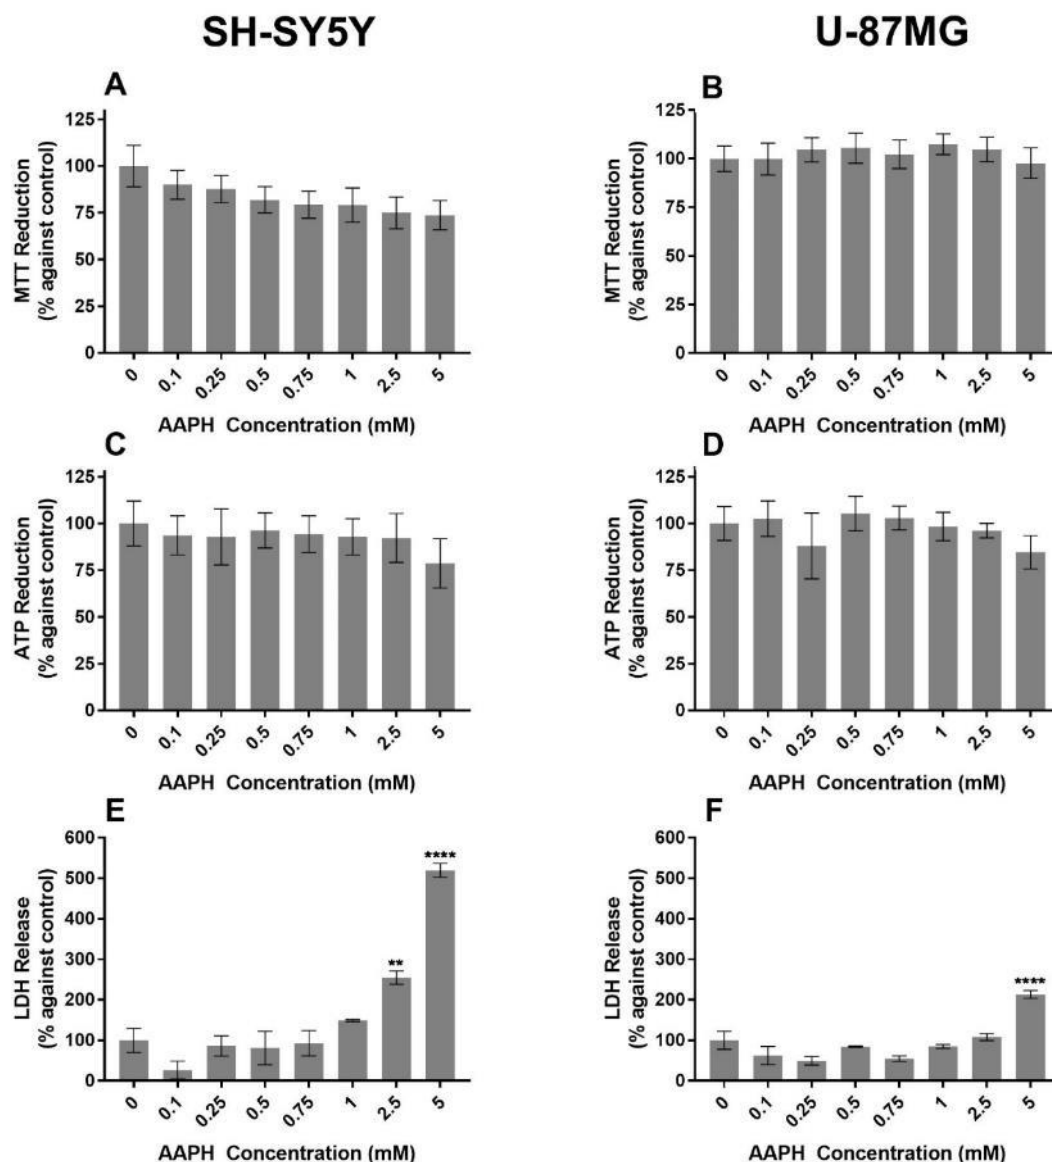 SH-SY5Y
U-87MG
A
MTT Reduction
(% against control)
125
100
75
50
25
0
0 0.1 0.25 0.5 0.75 1 2.5 5
AAPH Concentration (mM)
B
MTT Reduction
(% against control)
125
100
75
50
25
0
0 0.1 0.25 0.5 0.75 1 2.5 5
AAPH Concentration (mM)
C
ATP Reduction
(% against control)
125
100
75
50
25
0
0 0.1 0.25 0.5 0.75 1 2.5 5
AAPH Concentration (mM)
D
ATP Reduction
(% against control)
125
100
75
50
25
0
0 0.1 0.25 0.5 0.75 1 2.5 5
AAPH Concentration (mM)
E
LDH Release
(% against control)
600
500
400
300
200
100
0
**
****
0 0.1 0.25 0.5 0.75 1 2.5 5
AAPH Concentration (mM)
F
LDH Release
(% against control)
600
500
400
300
200
100
0
****
0 0.1 0.25 0.5 0.75 1 2.5 5
AAPH Concentration (mM)